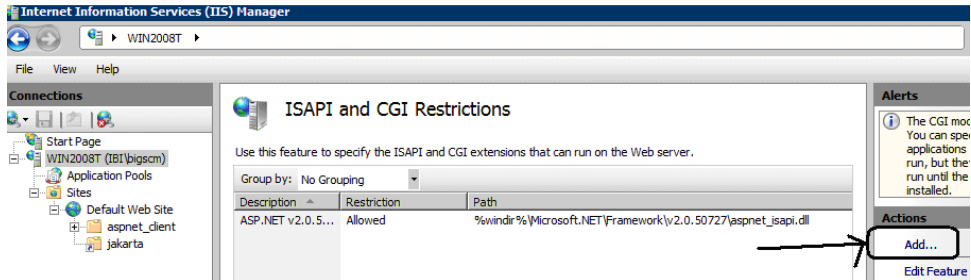 Internet Information Services (IIS) Manager
WIN2008T
File View Help
Connections
Start Page
WIN2008T (IBI\bigscm)
Application Pools
Sites
Default Web Site
aspnet_client
jakarta
ISAPI and CGI Restrictions
Use this feature to specify the ISAPI and CGI extensions that can run on the Web server.
Group by: No Grouping
Description Restriction Path
ASP.NET v2.0.5... Allowed %windir%\Microsoft.NET\Framework\v2.0.50727\aspnet_isapi.dll
Alerts
The CGI mod
You can spe
applications
run, but the
run until the
installed.
Actions
Add...
Edit Feature